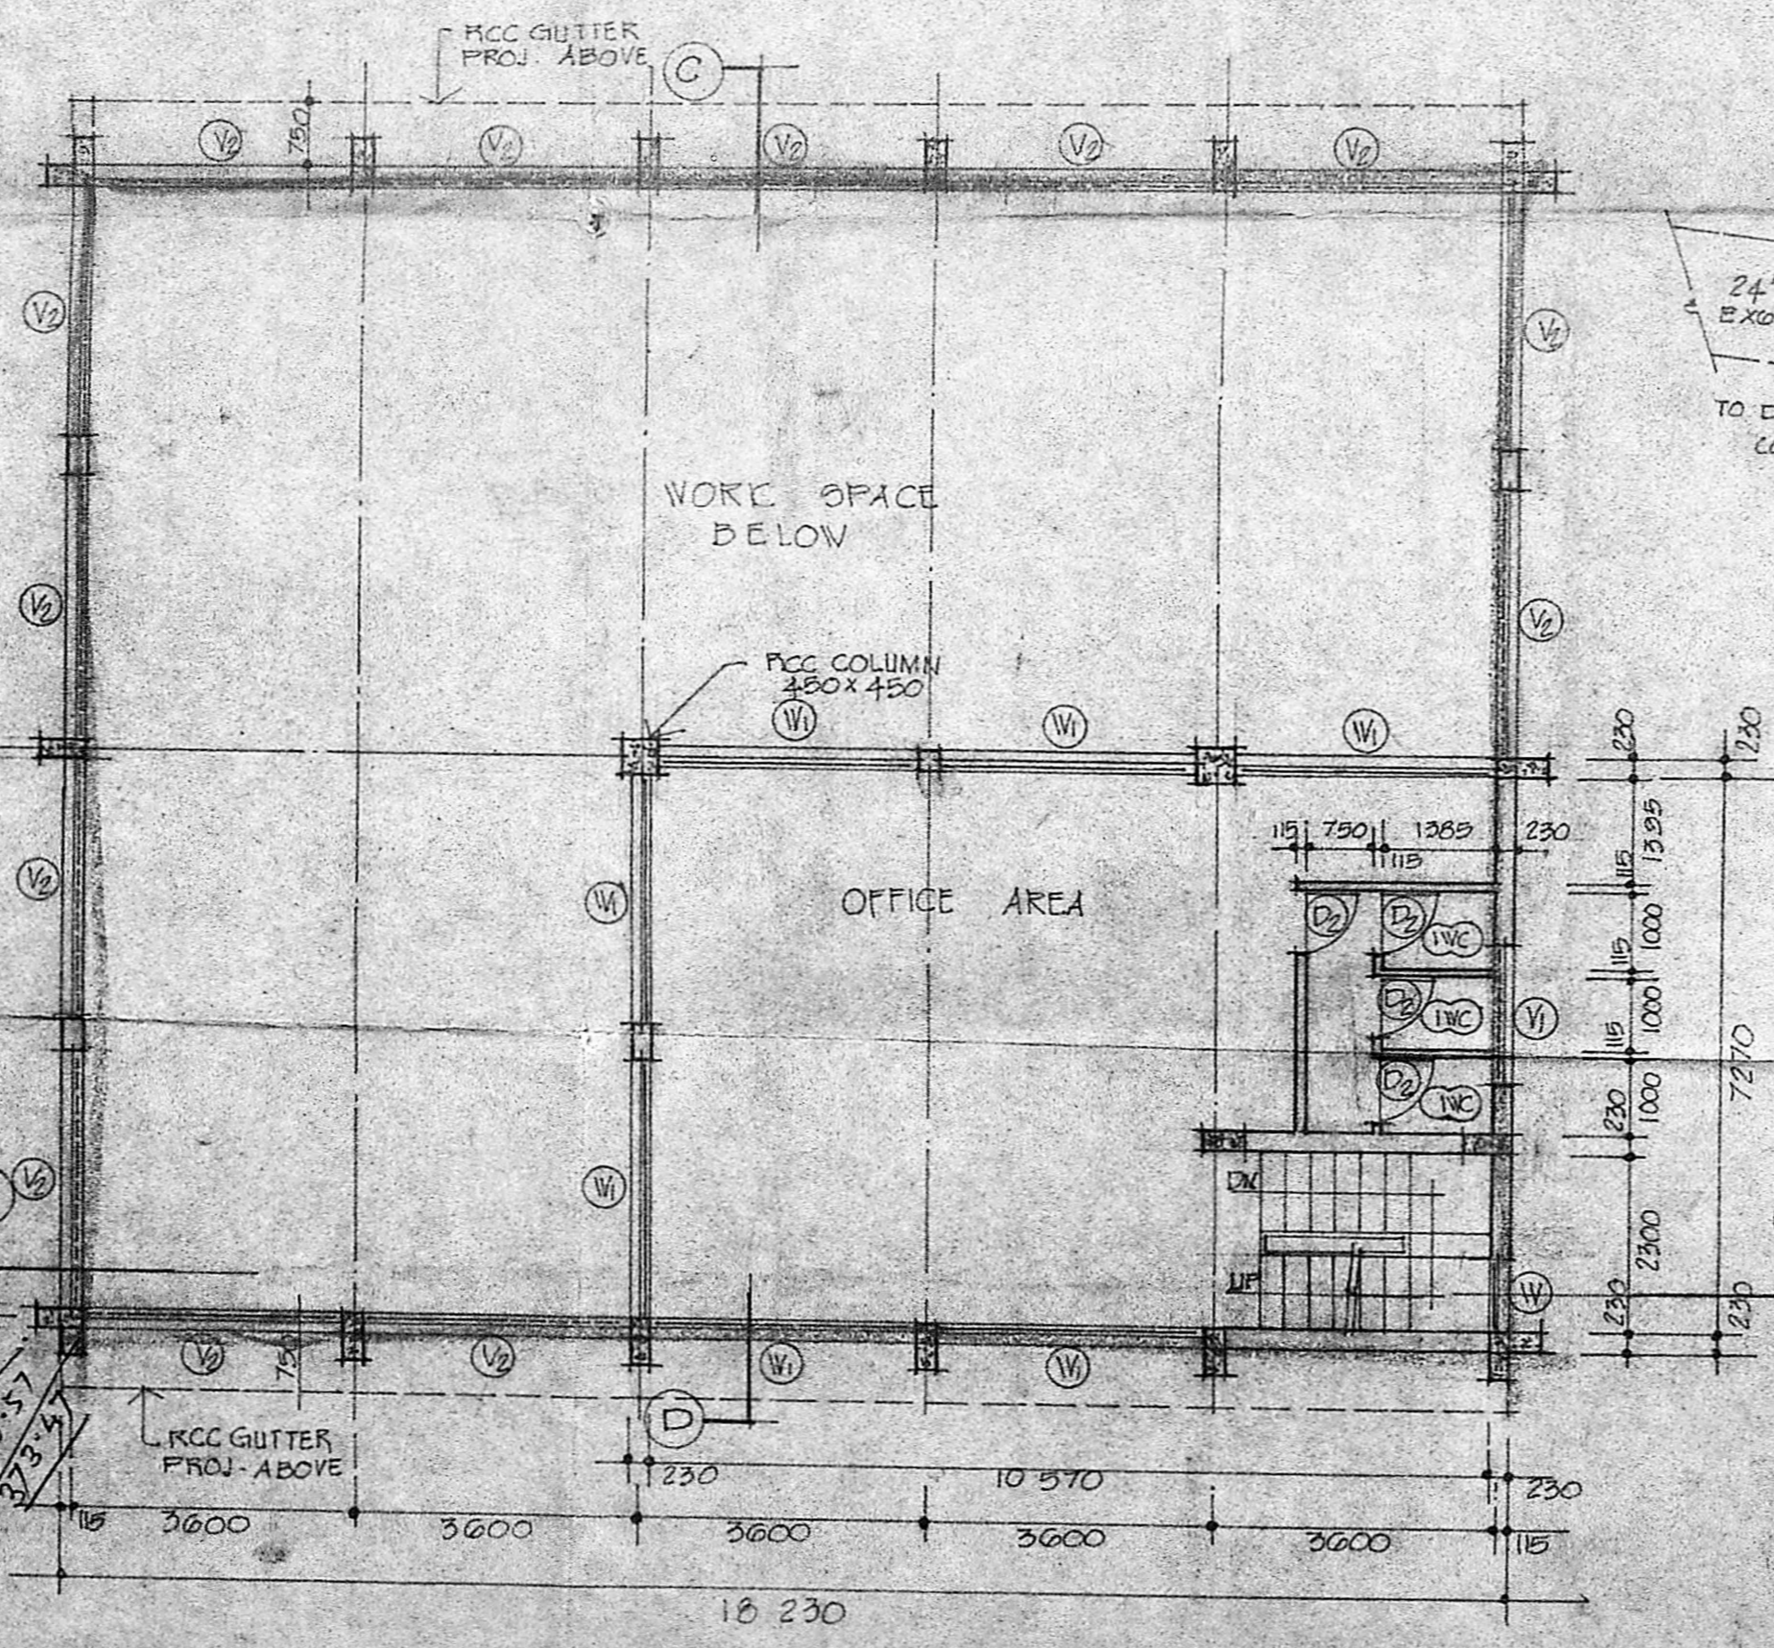 RCC GUTTER
PROJ. ABOVE
C
750
V2
V2
V2
V2
V2
V2
V2
24
TO
WORK SPACE
BELOW
V2
V2
RCC COLUMN
450 X 450
W1
W1
W1
230
230
115
750
1385
230
115
1395
115
V2
W1
OFFICE AREA
D2
D2
IWC
1000
115
D2
IWC
V1
1000
115
7270
D2
IWC
1000
230
V2
W1
DN
2300
UP
W
230
230
V2
750
V2
W1
W1
D
RCC GUTTER
PROJ. ABOVE
230
10 570
230
115
3600
3600
3600
3600
3600
115
18 230